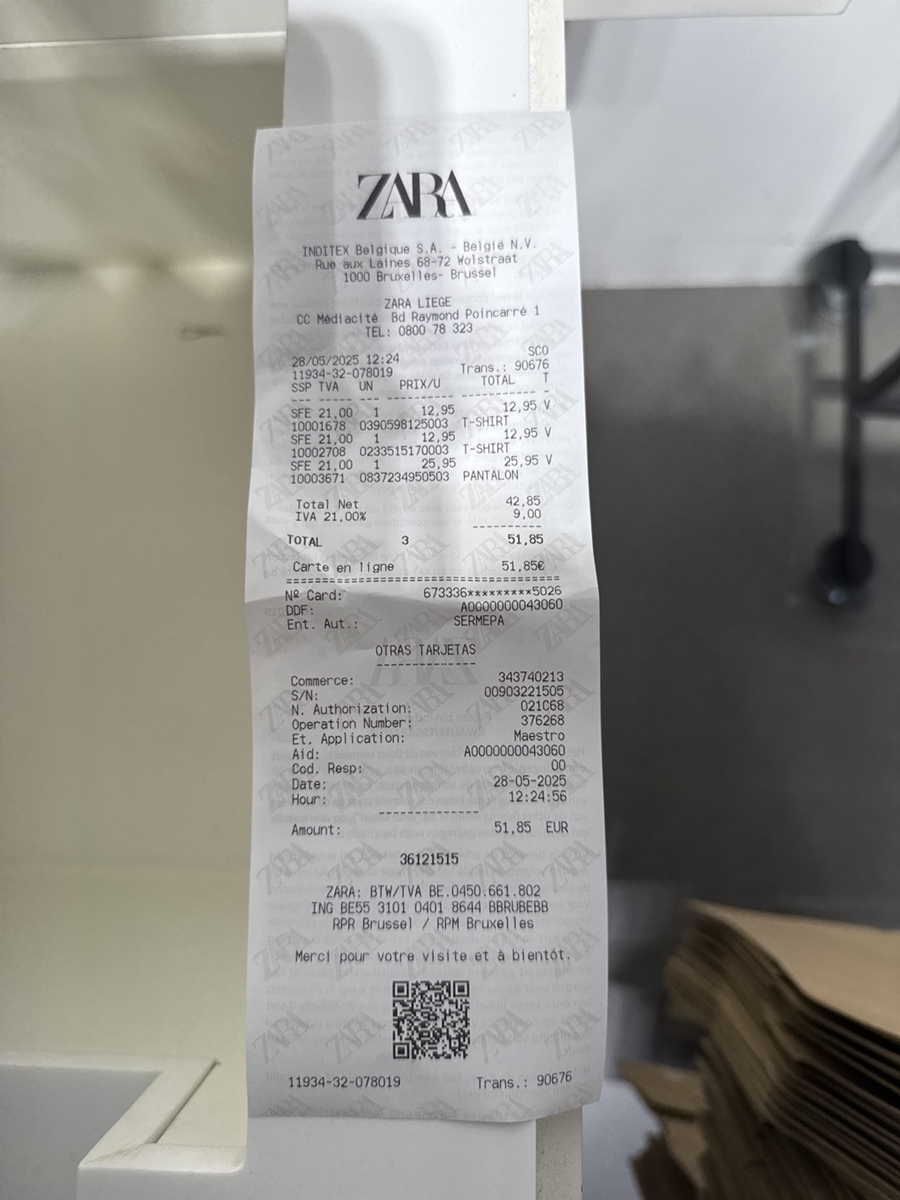 ZARA
INDITEX Belgique S.A. - België N.V.
Rue aux Laines 68-72 Wolstraat
1000 Bruxelles- Brussel
ZARA LIEGE
CC Médiacité Bd Raymond Poincarré 1
TEL: 0800 78 323
SCO
28/05/2025 12:24
11934-32-078019 Trans.: 90676
SSP TVA UN PRIX/U TOTAL T
--- --- --- --------- ---------- -
SFE 21,00 1 12,95 12,95 V
10001678 0390598125003 T-SHIRT
SFE 21,00 1 12,95 12,95 V
10002708 0233515170003 T-SHIRT
SFE 21,00 1 25,95 25,95 V
10003671 0837234950503 PANTALON
Total Net 42,85
IVA 21,00% 9,00
----------
TOTAL 3 51,85
Carte en ligne 51,85€
======================================
Nº Card: 673336*********5026
DDF: A0000000043060
Ent. Aut.: SERMEPA
OTRAS TARJETAS
--------------
Commerce: 343740213
S/N: 00903221505
N. Authorization: 021C68
Operation Number: 376268
Et. Application: Maestro
Aid: A0000000043060
Cod. Resp: 00
Date: 28-05-2025
Hour: 12:24:56
--------------
Amount: 51,85 EUR
36121515
ZARA: BTW/TVA BE.0450.661.802
ING BE55 3101 0401 8644 BBRUBEBB
RPR Brussel / RPM Bruxelles
Merci pour votre visite et à bientôt.
11934-32-078019 Trans.: 90676